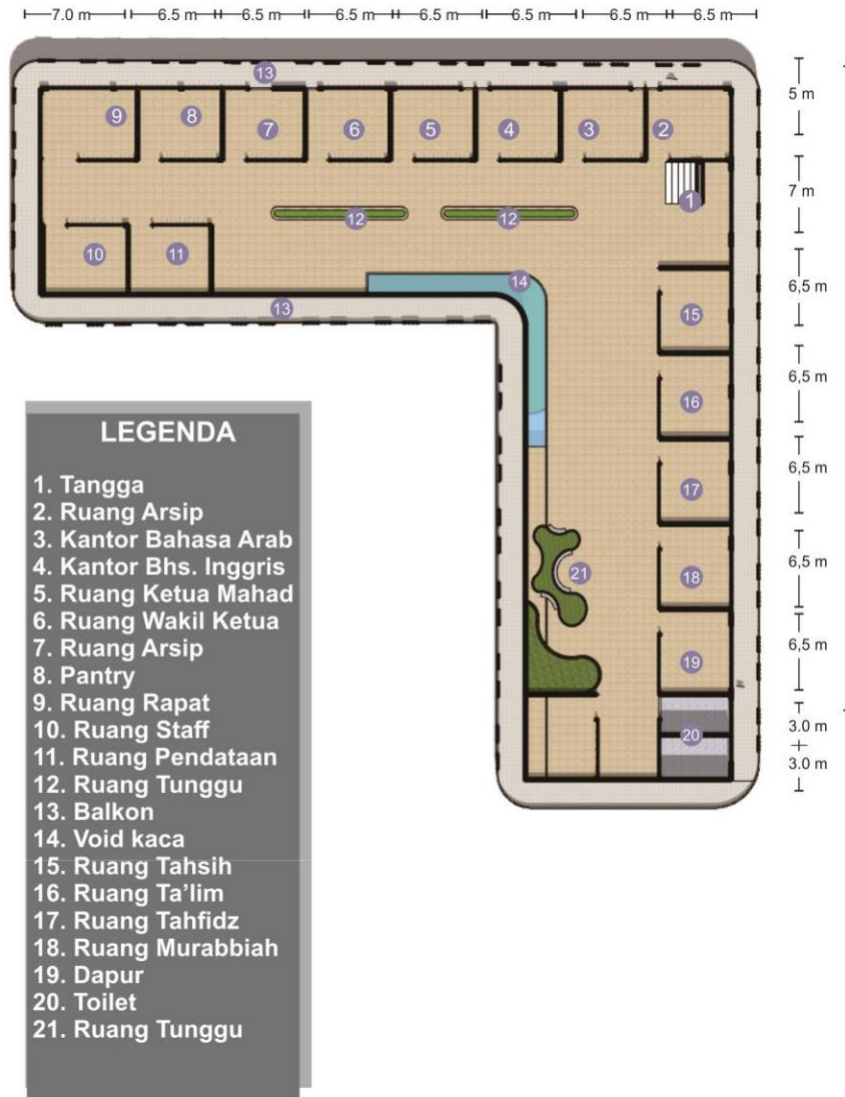 7.0 m 6.5 m 6.5 m 6.5 m 6.5 m 6.5 m 6.5 m 6.5 m
13
9 8 7 6 5 4 3 2
5 m
1
7 m
12 12
10 11
14
13
15
6,5 m
16
6,5 m
17
6,5 m
18
6,5 m
21
19
6,5 m
20
3.0 m
3.0 m
LEGENDA
1. Tangga
2. Ruang Arsip
3. Kantor Bahasa Arab
4. Kantor Bhs. Inggris
5. Ruang Ketua Mahad
6. Ruang Wakil Ketua
7. Ruang Arsip
8. Pantry
9. Ruang Rapat
10. Ruang Staff
11. Ruang Pendataan
12. Ruang Tunggu
13. Balkon
14. Void kaca
15. Ruang Tahsih
16. Ruang Ta’lim
17. Ruang Tahfidz
18. Ruang Murabbiah
19. Dapur
20. Toilet
21. Ruang Tunggu